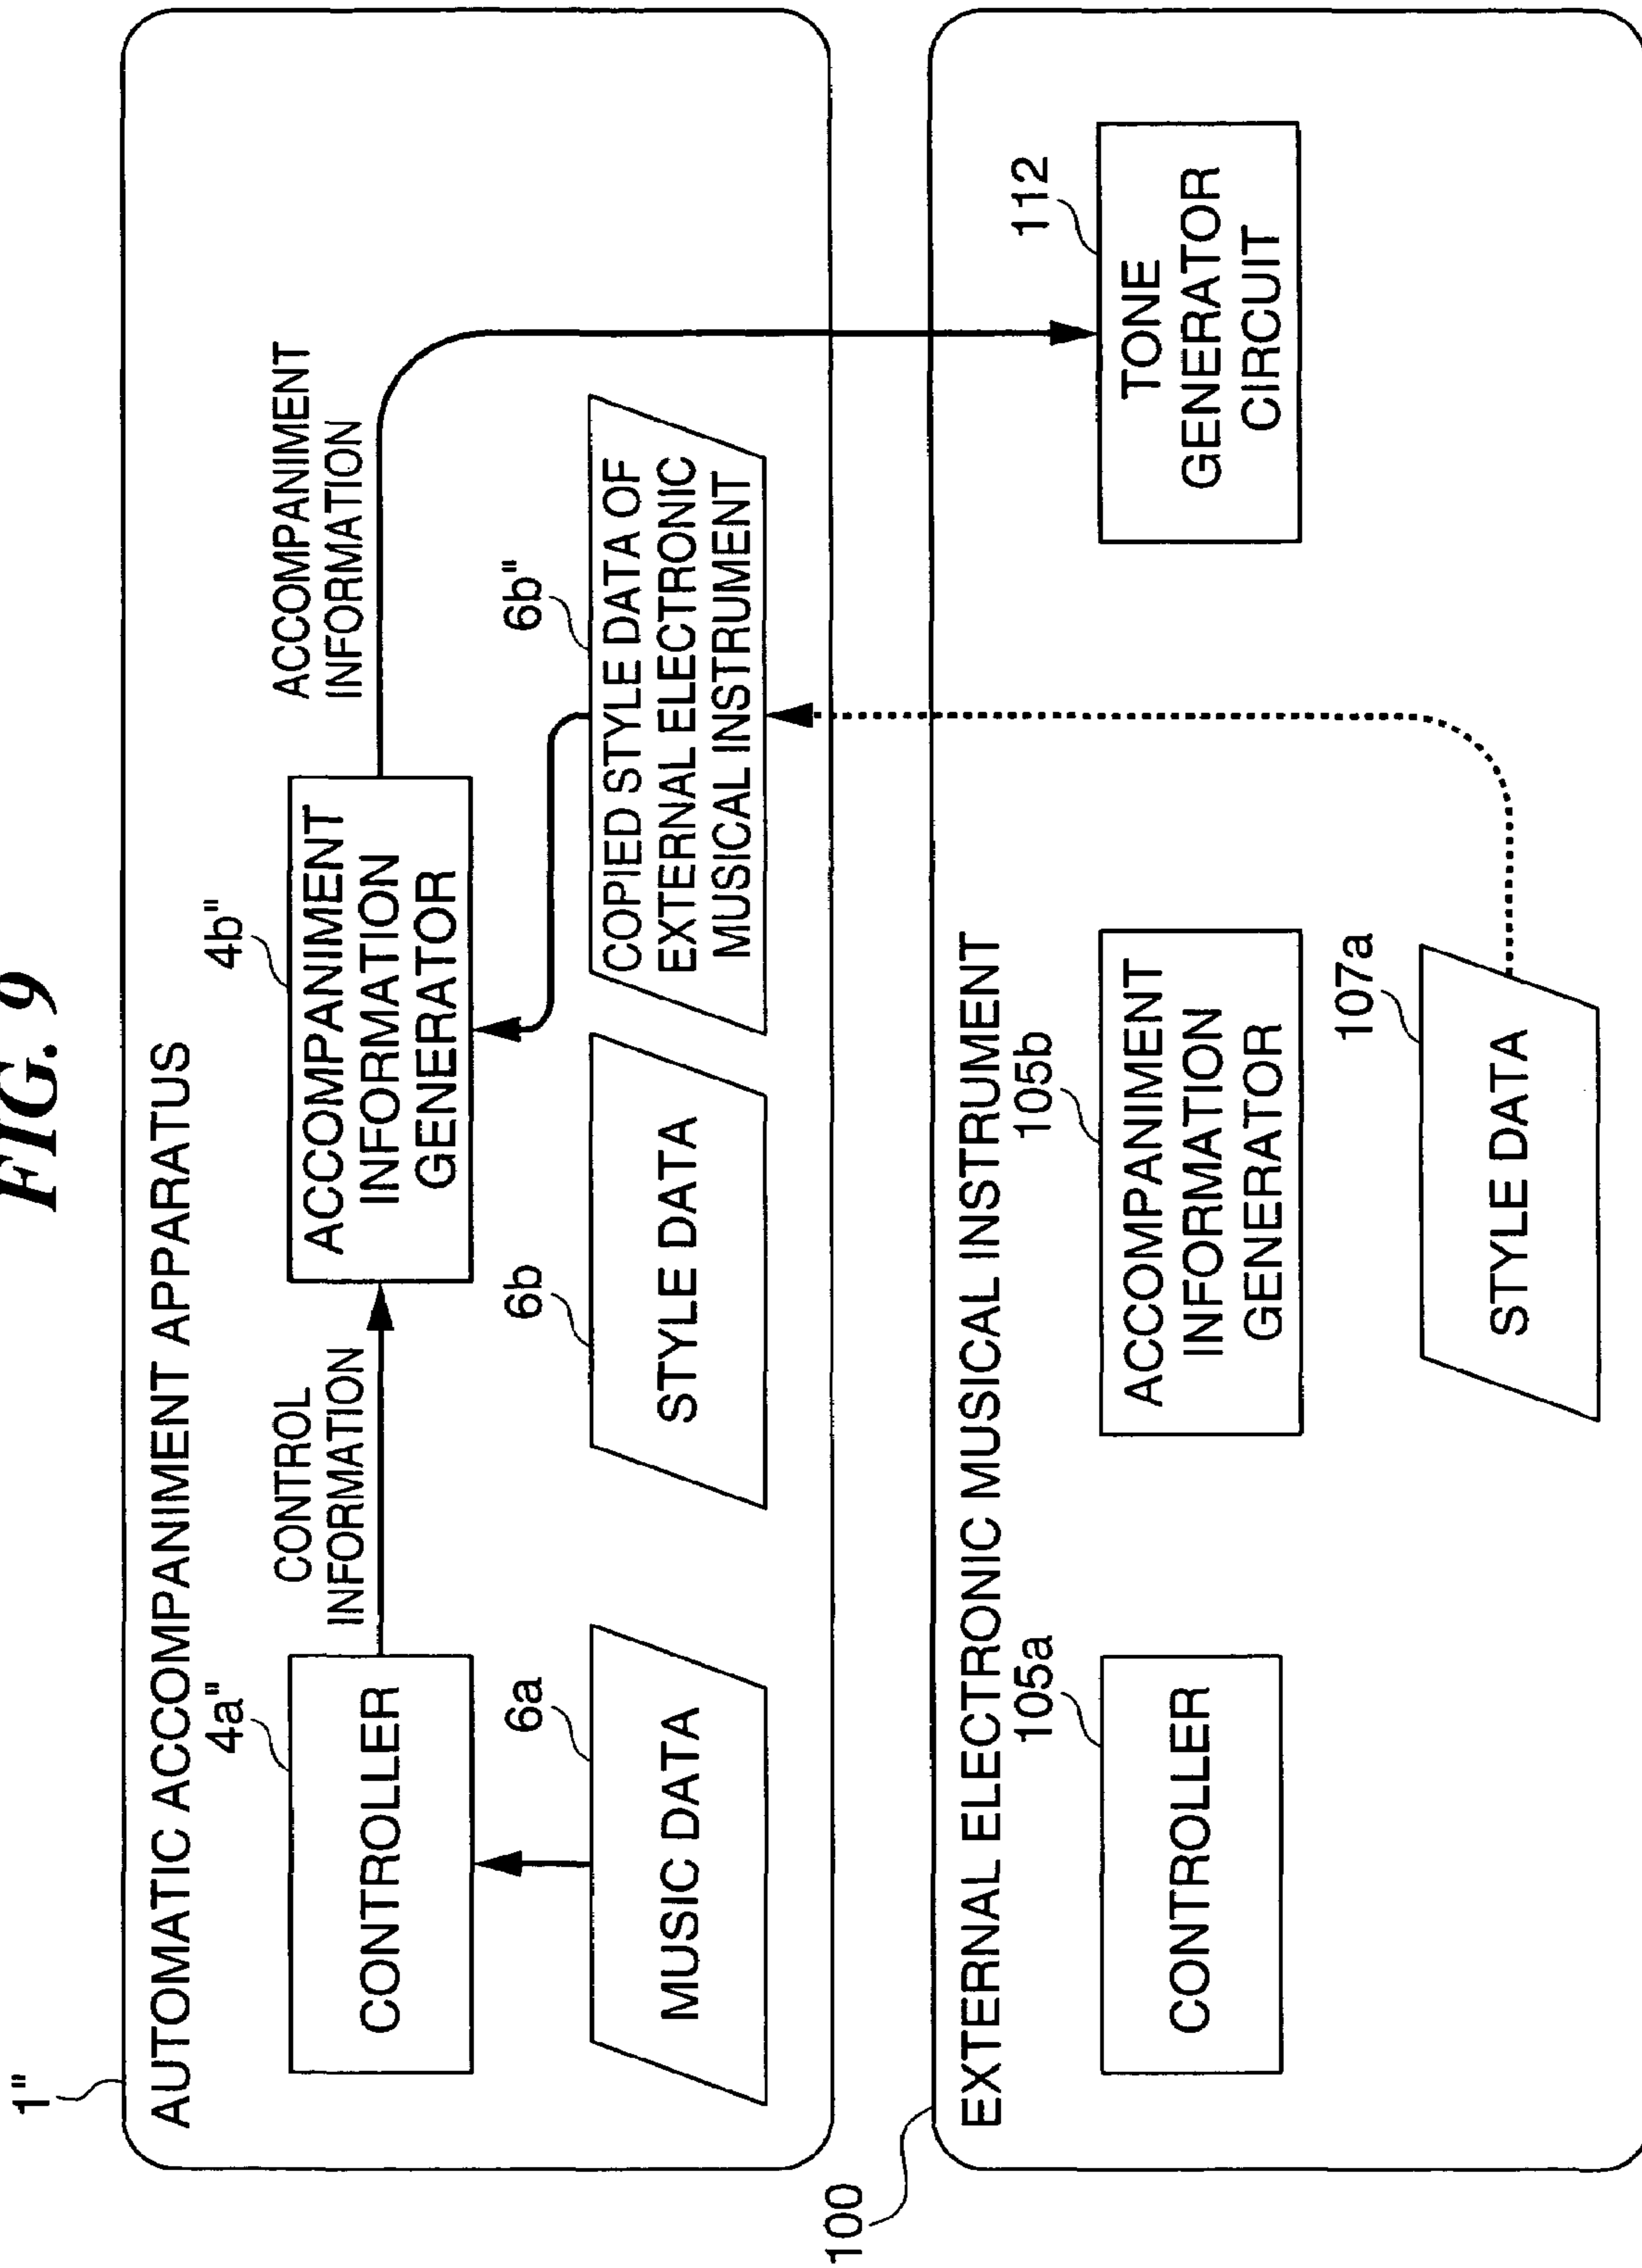 FIG. 9
1"
AUTOMATIC ACCOMPANIMENT APPARATUS
4a"
CONTROLLER
CONTROL
INFORMATION
4b"
ACCOMPANIMENT
INFORMATION
GENERATOR
ACCOMPANIMENT
INFORMATION
6a
MUSIC DATA
6b
STYLE DATA
6b"
COPIED STYLE DATA OF
EXTERNAL ELECTRONIC
MUSICAL INSTRUMENT
100
EXTERNAL ELECTRONIC MUSICAL INSTRUMENT
105a
CONTROLLER
105b
ACCOMPANIMENT
INFORMATION
GENERATOR
112
TONE
GENERATOR
CIRCUIT
107a
STYLE DATA